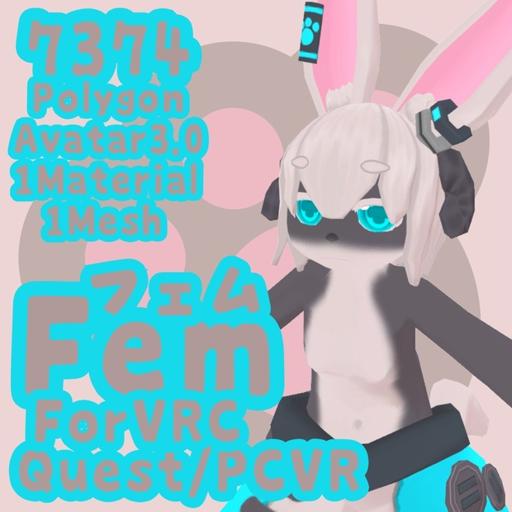 7374
Polygon
Avatar3.0
1Material
1Mesh
フェム
Fem
ForVRC
Quest/PCVR